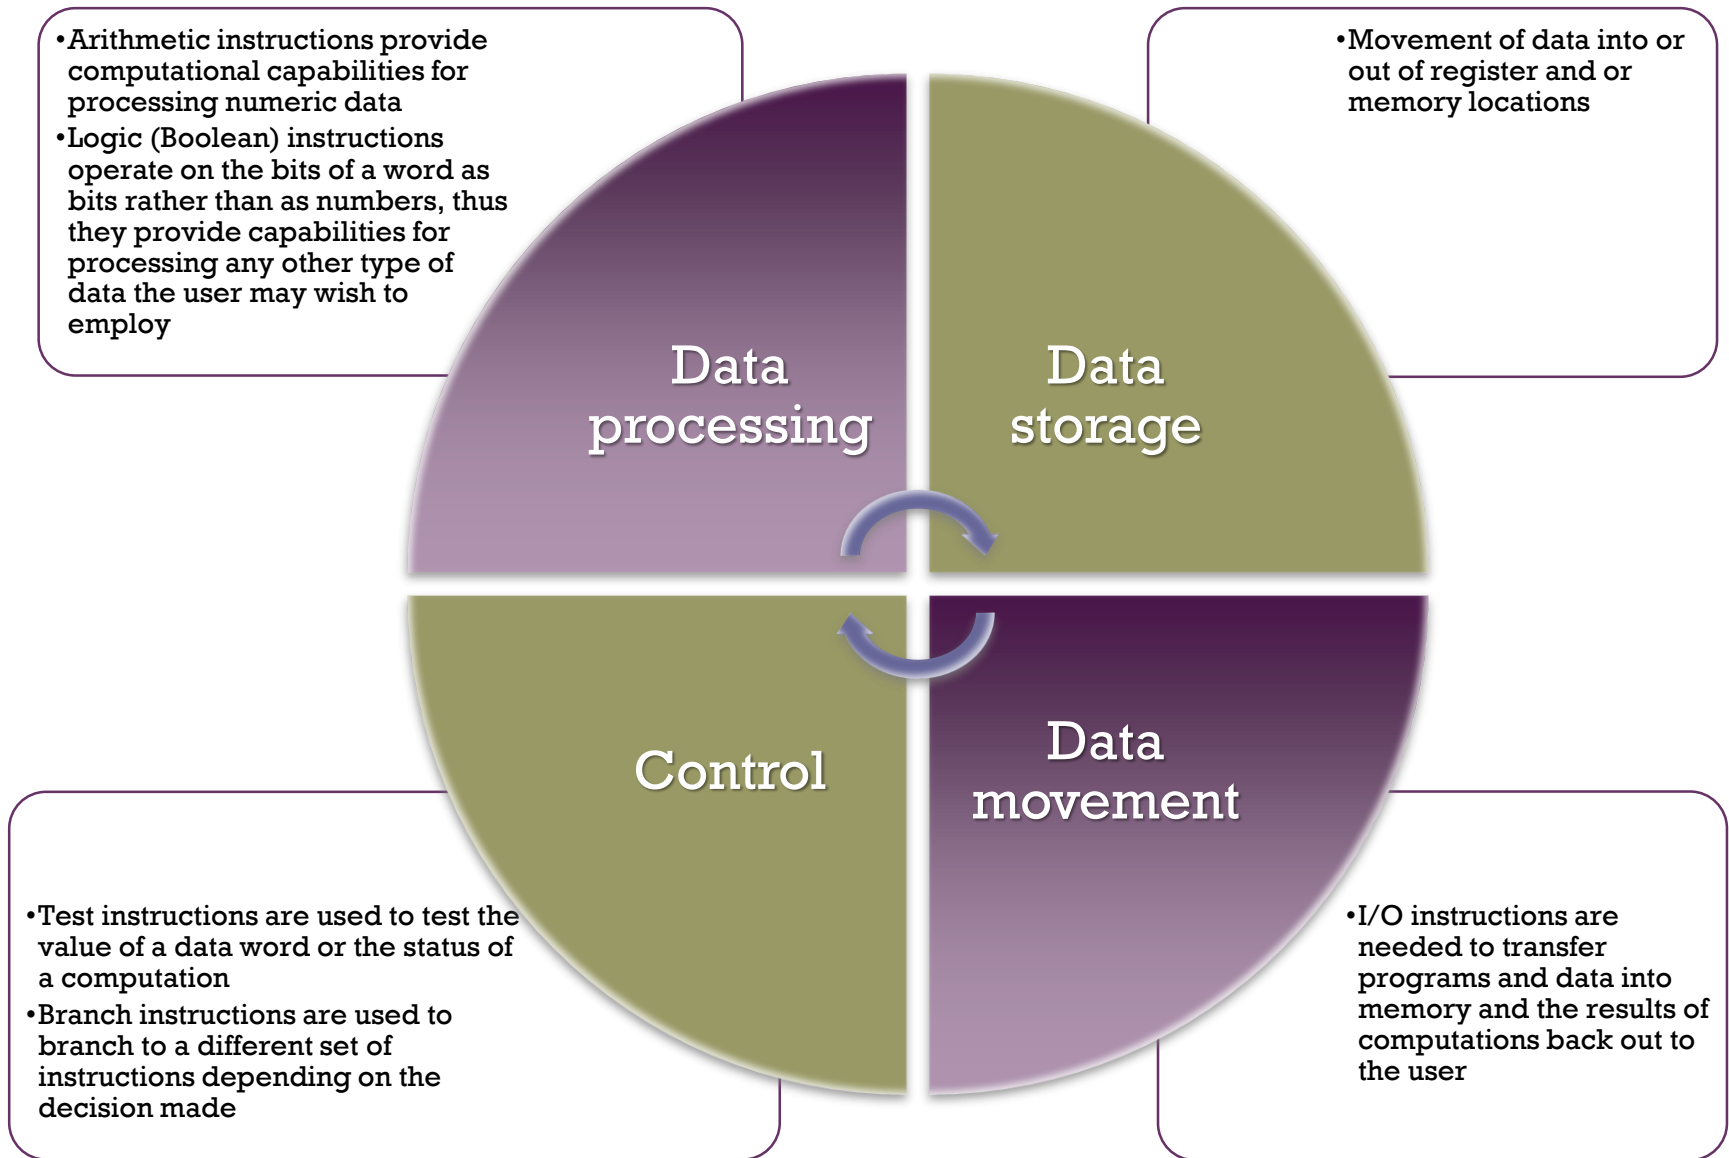 •Arithmetic instructions provide
computational capabilities for
processing numeric data
•Logic (Boolean) instructions
operate on the bits of a word as
bits rather than as numbers, thus
they provide capabilities for
processing any other type of
data the user may wish to
employ
•Movement of data into or
out of register and or
memory locations
Data
processing
Data
storage
Control
Data
movement
•Test instructions are used to test the
value of a data word or the status of
a computation
•Branch instructions are used to
branch to a different set of
instructions depending on the
decision made
•I/O instructions are
needed to transfer
programs and data into
memory and the results of
computations back out to
the user